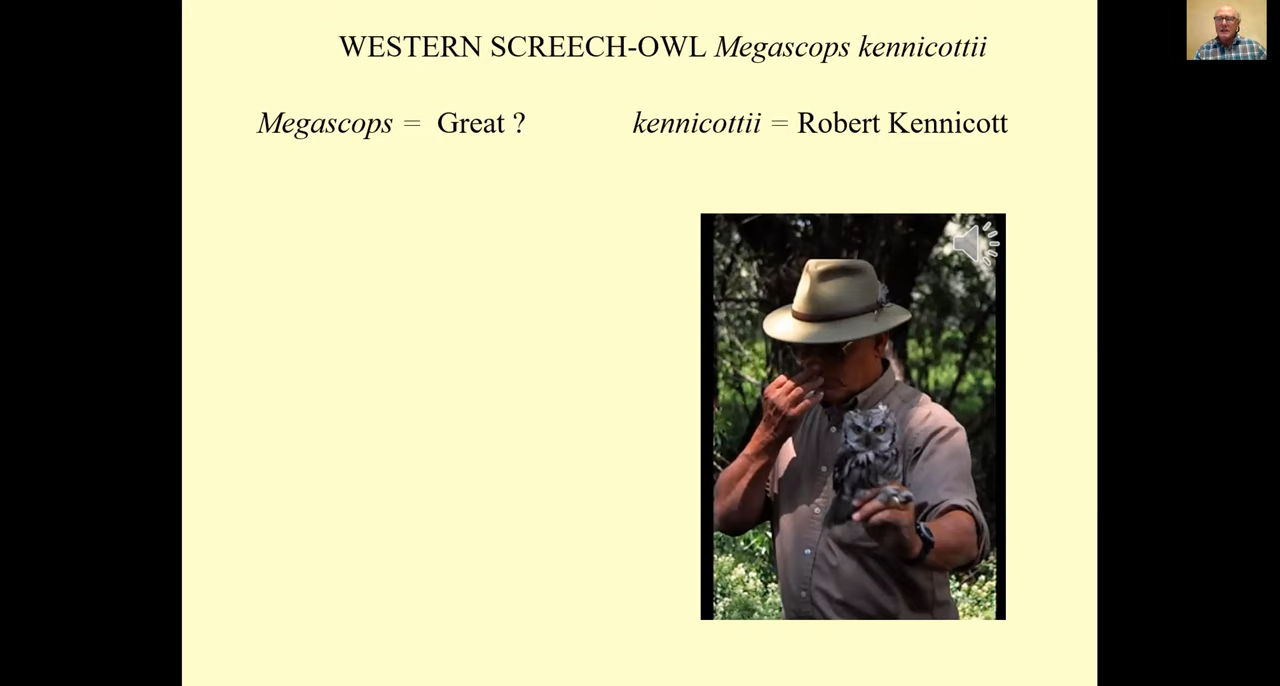 WESTERN SCREECH-OWL Megascops kennicottii
Megascops = Great ?
kennicottii = Robert Kennicott